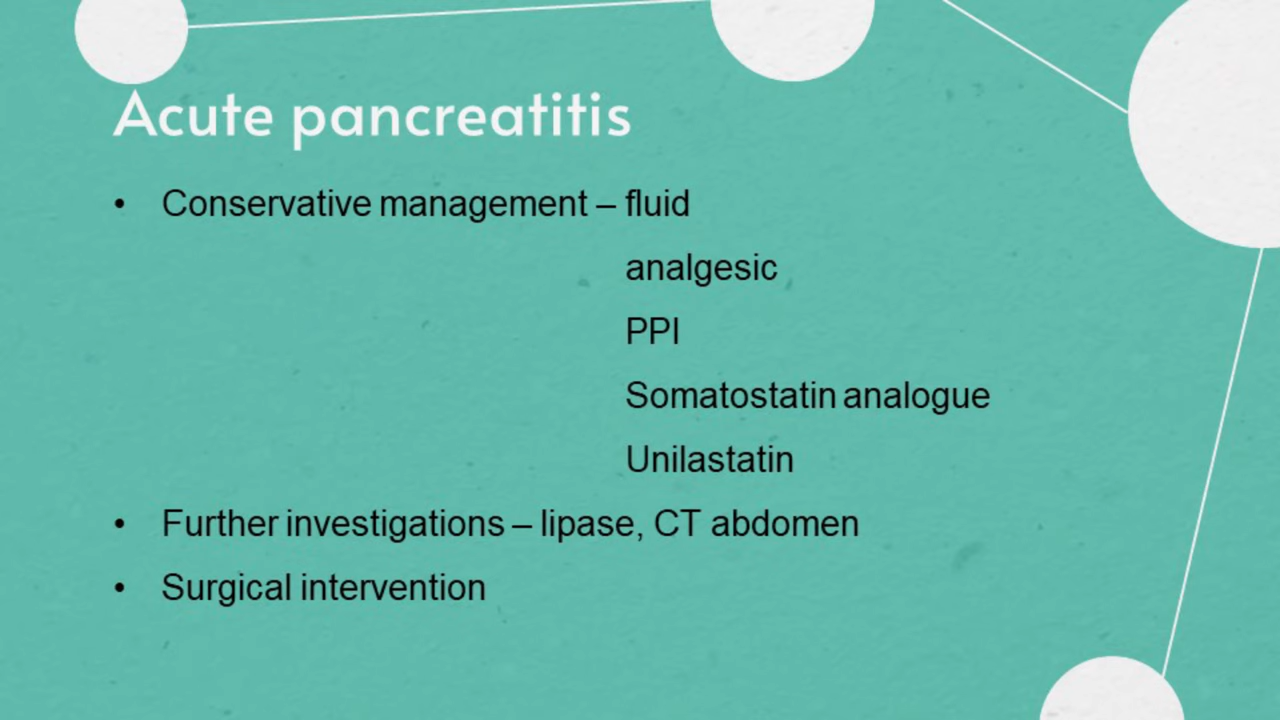 Acute pancreatitis
• Conservative management – fluid
analgesic
PPI
Somatostatin analogue
Unilastatin
• Further investigations – lipase, CT abdomen
• Surgical intervention